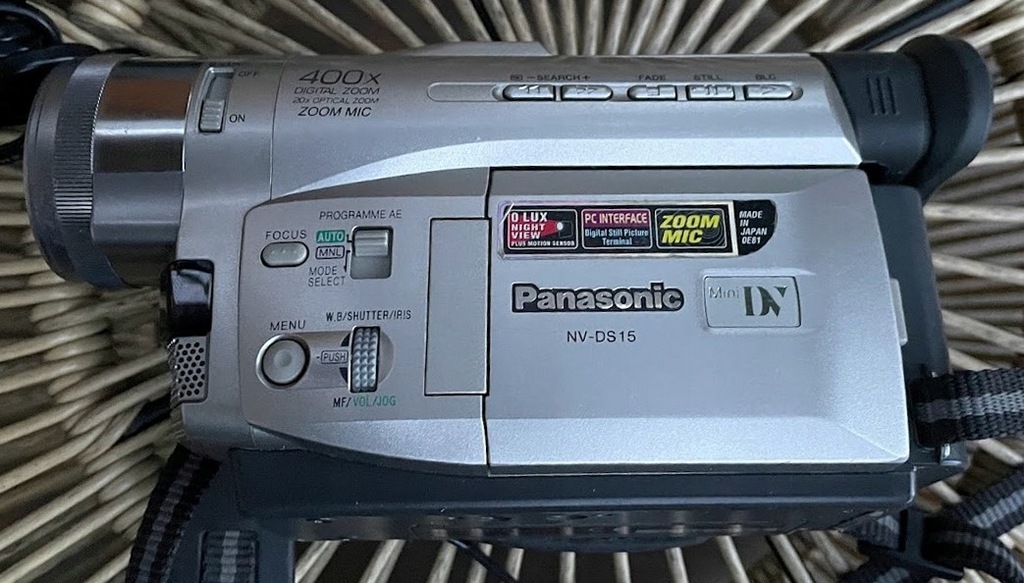 OFF
ON
400x
DIGITAL ZOOM
20x OPTICAL ZOOM
ZOOM MIC
- SEARCH +
FADE
STILL
BLC
PROGRAMME AE
FOCUS
AUTO
MNL
MODE
SELECT
MENU
W.B/SHUTTER/IRIS
PUSH
MF/VOL/JOG
0 LUX
NIGHT
VIEW
PLUS MOTION SENSOR
PC INTERFACE
Digital Still Picture
Terminal
ZOOM
MIC
MADE
IN
JAPAN
0E81
Panasonic
NV-DS15
Mini DV